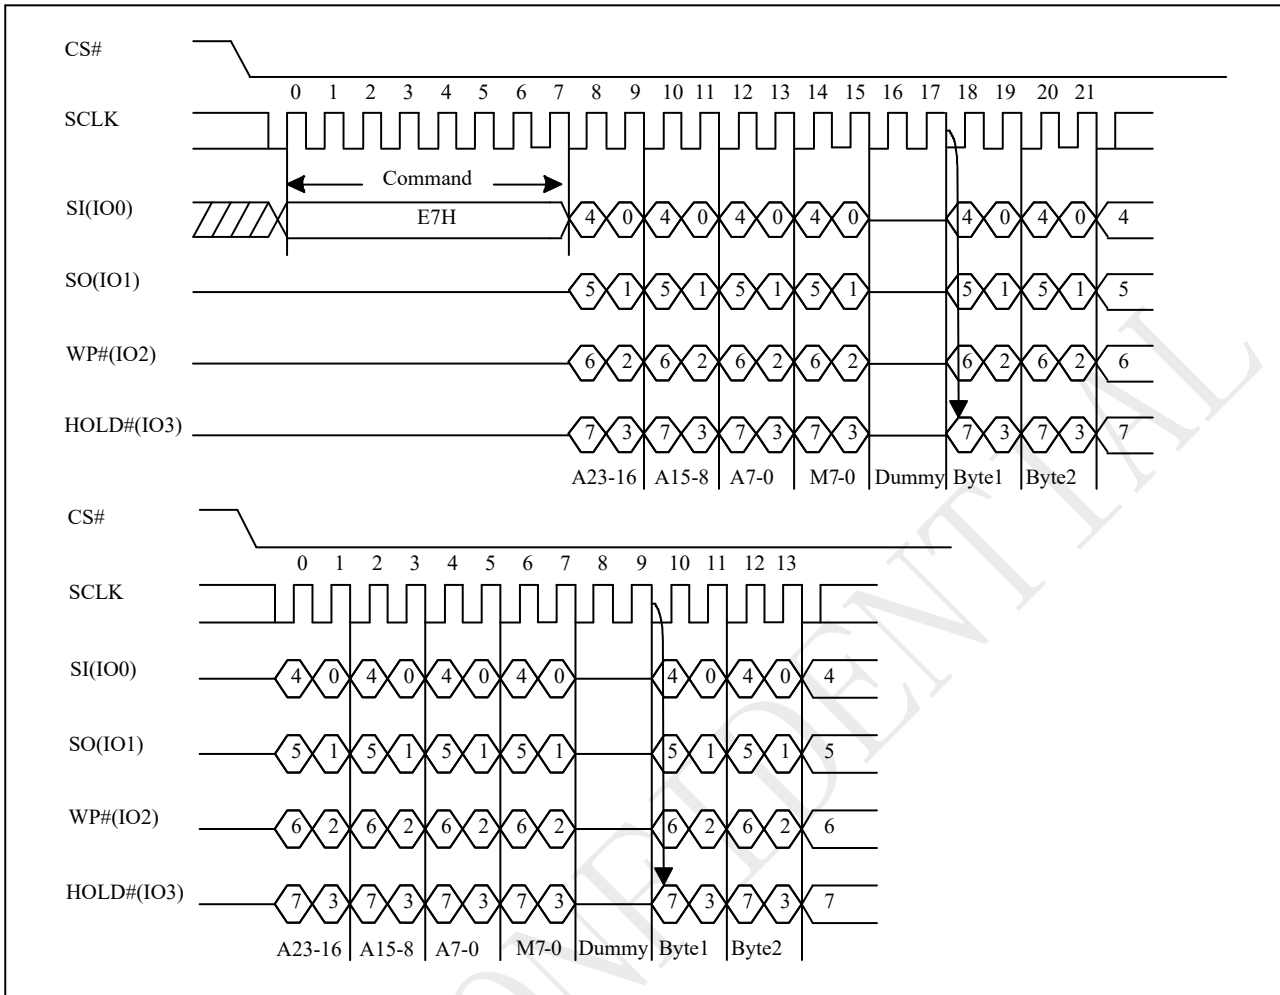 CS#
0 1 2 3 4 5 6 7 8 9 10 11 12 13 14 15 16 17 18 19 20 21
SCLK
Command
SI(IO0) E7H 4 0 4 0 4 0 4 0 4 0 4 0 4
SO(IO1) 5 1 5 1 5 1 5 1 5 1 5 1 5
WP#(IO2) 6 2 6 2 6 2 6 2 6 2 6 2 6
HOLD#(IO3) 7 3 7 3 7 3 7 3 7 3 7 3 7
A23-16 A15-8 A7-0 M7-0 Dummy Byte1 Byte2
CS#
0 1 2 3 4 5 6 7 8 9 10 11 12 13
SCLK
SI(IO0) 4 0 4 0 4 0 4 0 4 0 4 0 4
SO(IO1) 5 1 5 1 5 1 5 1 5 1 5 1 5
WP#(IO2) 6 2 6 2 6 2 6 2 6 2 6 2 6
HOLD#(IO3) 7 3 7 3 7 3 7 3 7 3 7 3 7
A23-16 A15-8 A7-0 M7-0 Dummy Byte1 Byte2